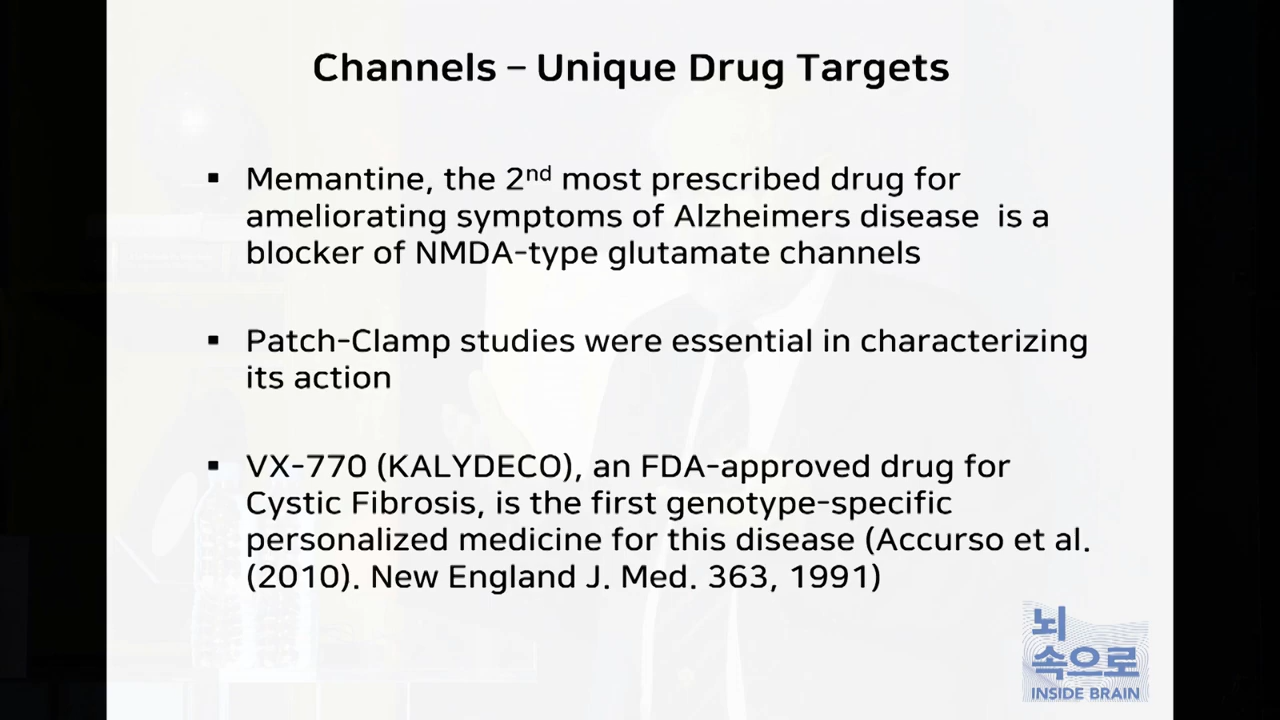 Channels – Unique Drug Targets
▪ Memantine, the 2nd most prescribed drug for
ameliorating symptoms of Alzheimers disease  is a
blocker of NMDA-type glutamate channels
▪ Patch-Clamp studies were essential in characterizing
its action
▪ VX-770 (KALYDECO), an FDA-approved drug for
Cystic Fibrosis, is the first genotype-specific
personalized medicine for this disease (Accurso et al.
(2010). New England J. Med. 363, 1991)
뇌
속으로
INSIDE BRAIN